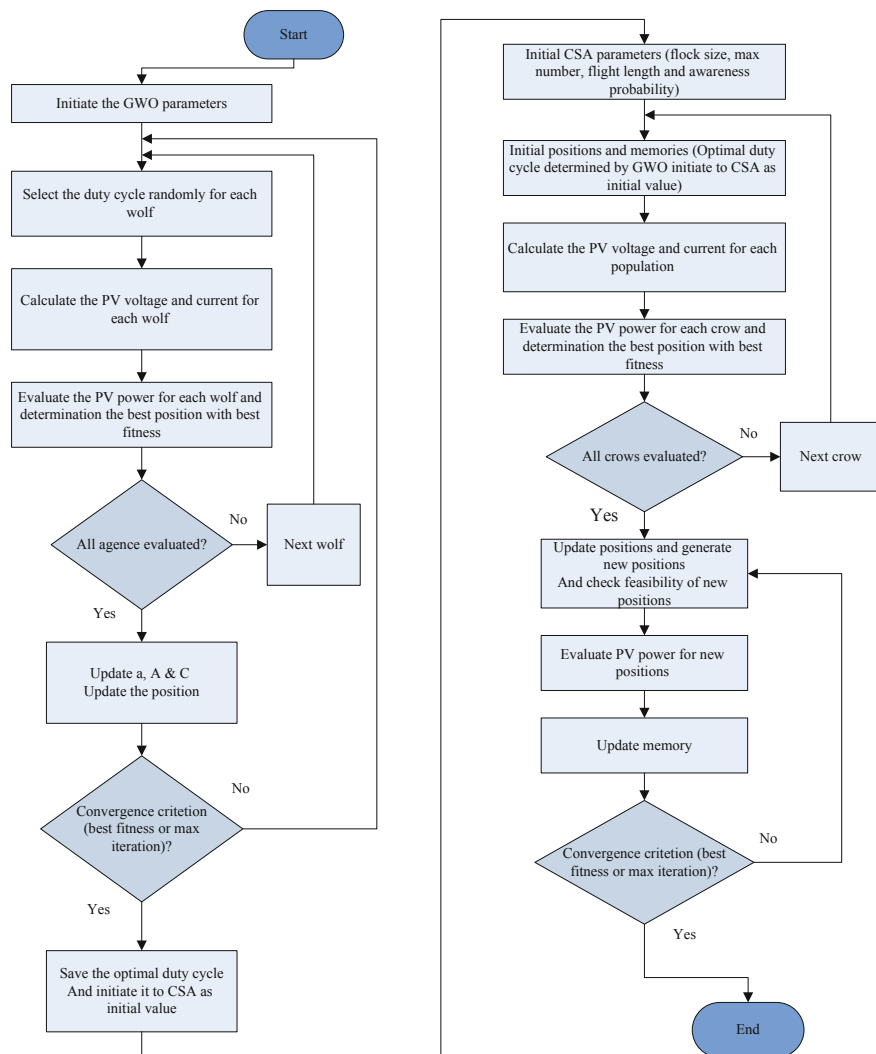 Start
Initiate the GWO parameters
Select the duty cycle randomly for each
wolf
Calculate the PV voltage and current for
each wolf
Evaluate the PV power for each wolf and
determination the best position with best
fitness
All agence evaluated?
No
Next wolf
Yes
Update a, A & C
Update the position
No
Convergence critetion
(best fitness or max
iteration)?
Yes
Save the optimal duty cycle
And initiate it to CSA as
initial value
Initial CSA parameters (flock size, max
number, flight length and awareness
probability)
Initial positions and memories (Optimal duty
cycle determined by GWO initiate to CSA as
initial value)
Calculate the PV voltage and current for each
population
Evaluate the PV power for each crow and
determination the best position with best
fitness
All crows evaluated?
No
Next crow
Yes
Update positions and generate
new positions
And check feasibility of new
positions
Evaluate PV power for new
positions
Update memory
No
Convergence critetion (best
fitness or max iteration)?
Yes
End